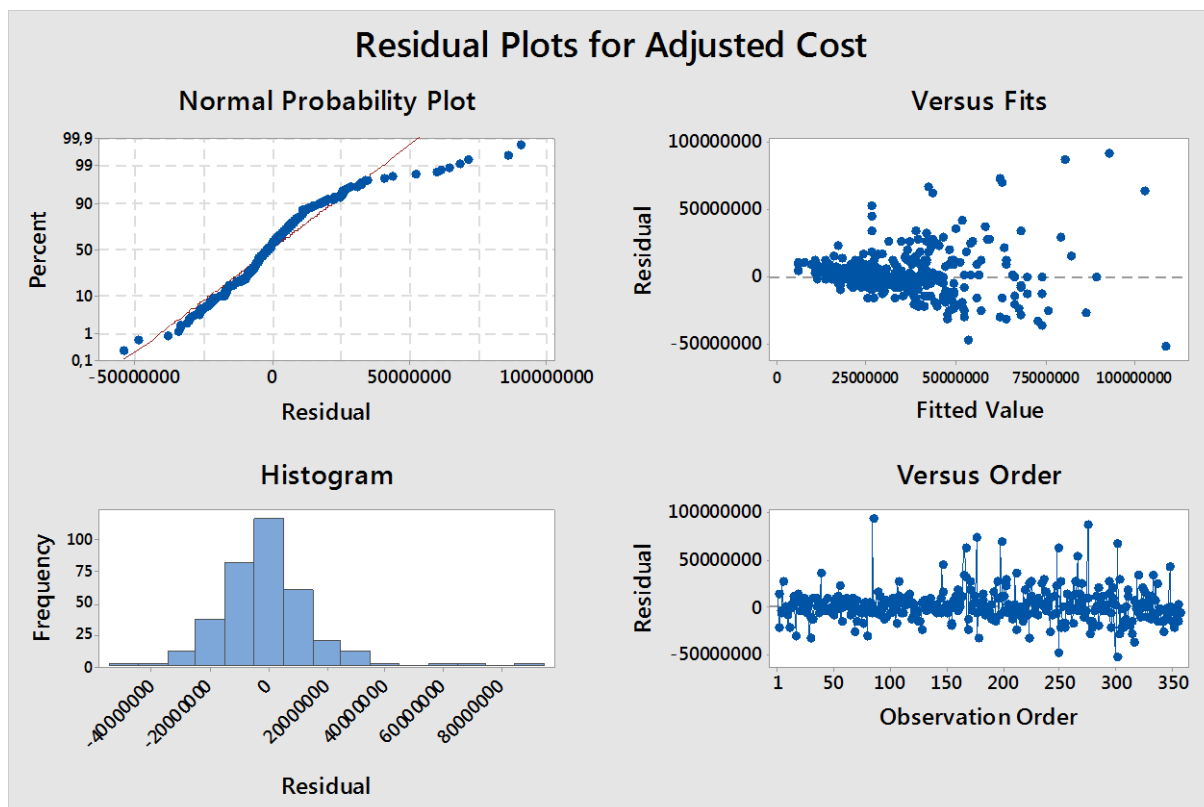 Residual Plots for Adjusted Cost
Normal Probability Plot
99,9
99
90
50
10
1
0,1
Percent
-50000000 0 50000000 100000000
Residual
Versus Fits
100000000
50000000
0
-50000000
Residual
0 25000000 50000000 75000000 100000000
Fitted Value
Histogram
100
75
50
25
0
Frequency
-40000000 -20000000 0 20000000 40000000 60000000 80000000
Residual
Versus Order
100000000
50000000
0
-50000000
Residual
1 50 100 150 200 250 300 350
Observation Order